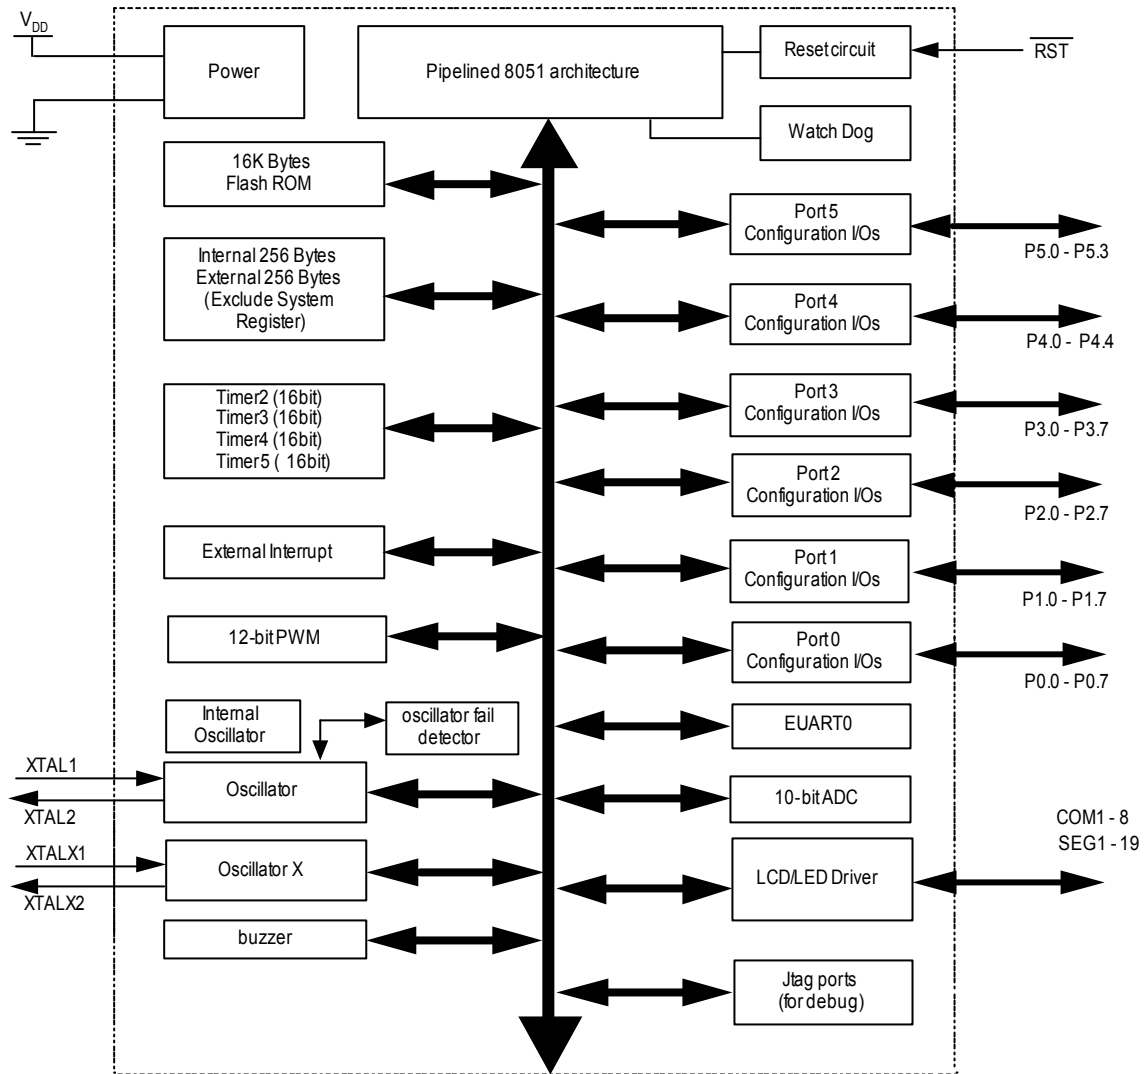 VDD
Power
Pipelined 8051 architecture
Reset circuit
RST
Watch Dog
16K Bytes
Flash ROM
Port 5
Configuration I/Os
P5.0 - P5.3
Internal 256 Bytes
External 256 Bytes
(Exclude System
Register)
Port 4
Configuration I/Os
P4.0 - P4.4
Timer2 (16bit)
Timer3 (16bit)
Timer4 (16bit)
Timer5 ( 16bit)
Port 3
Configuration I/Os
P3.0 - P3.7
Port 2
Configuration I/Os
P2.0 - P2.7
External Interrupt
Port 1
Configuration I/Os
P1.0 - P1.7
12-bit PWM
Port 0
Configuration I/Os
P0.0 - P0.7
Internal
Oscillator
oscillator fail
detector
EUART0
XTAL1
Oscillator
XTAL2
10-bit ADC
COM1 - 8
SEG1 - 19
XTALX1
Oscillator X
XTALX2
LCD/LED Driver
buzzer
Jtag ports
(for debug)